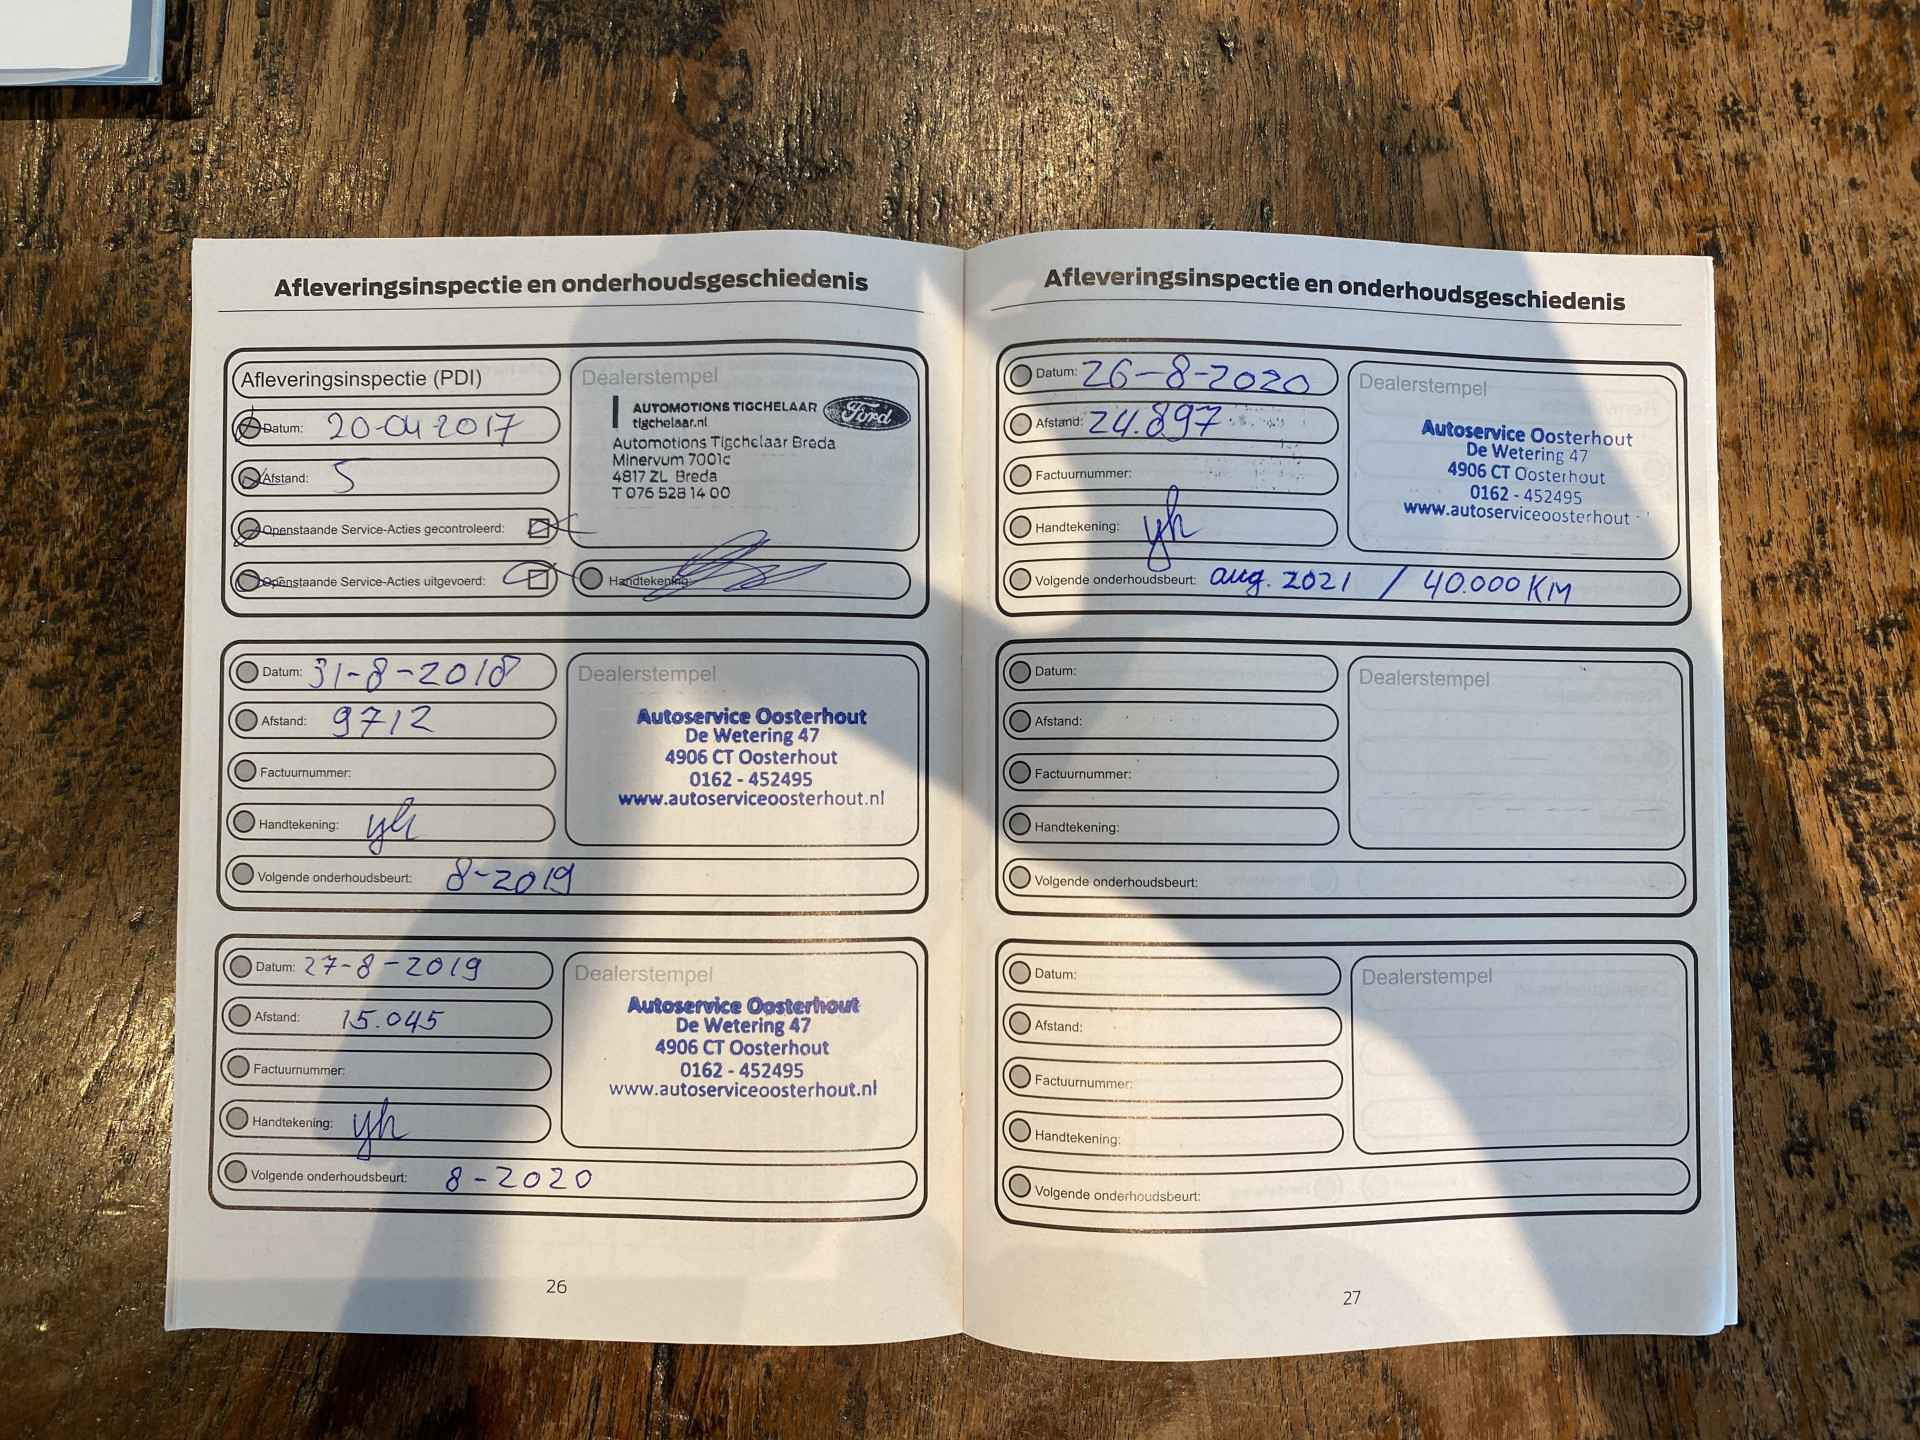 Afleveringsinspectie en onderhoudsgeschiedenis
Afleveringsinspectie (PDI)
Datum: 20-04-2017
Afstand: 5
Openstaande Service-Acties gecontroleerd:
Openstaande Service-Acties uitgevoerd:
Dealerstempel
AUTOMOTIONS TIGCHELAAR
tigchelaar.nl
Ford
Automotions Tigchelaar Breda
Minervum 7001c
4817 ZL Breda
T 076 528 14 00
Handtekening:
Datum: 31-8-2018
Afstand: 9712
Factuurnummer:
Handtekening: yh
Volgende onderhoudsbeurt: 8-2019
Dealerstempel
Autoservice Oosterhout
De Wetering 47
4906 CT Oosterhout
0162 - 452495
www.autoserviceoosterhout.nl
Datum: 27-8-2019
Afstand: 15.045
Factuurnummer:
Handtekening: yh
Volgende onderhoudsbeurt: 8-2020
Dealerstempel
Autoservice Oosterhout
De Wetering 47
4906 CT Oosterhout
0162 - 452495
www.autoserviceoosterhout.nl
26
Afleveringsinspectie en onderhoudsgeschiedenis
Datum: 26-8-2020
Afstand: 24.897
Factuurnummer:
Handtekening: yh
Volgende onderhoudsbeurt: aug. 2021 / 40.000 KM
Dealerstempel
Autoservice Oosterhout
De Wetering 47
4906 CT Oosterhout
0162 - 452495
www.autoserviceoosterhout
Datum:
Afstand:
Factuurnummer:
Handtekening:
Volgende onderhoudsbeurt:
Dealerstempel
Datum:
Afstand:
Factuurnummer:
Handtekening:
Volgende onderhoudsbeurt:
Dealerstempel
27